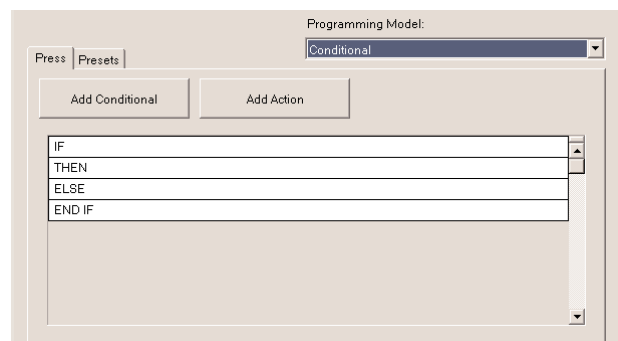 Programming Model:
Conditional
Press Presets
Add Conditional Add Action
IF
THEN
ELSE
END IF